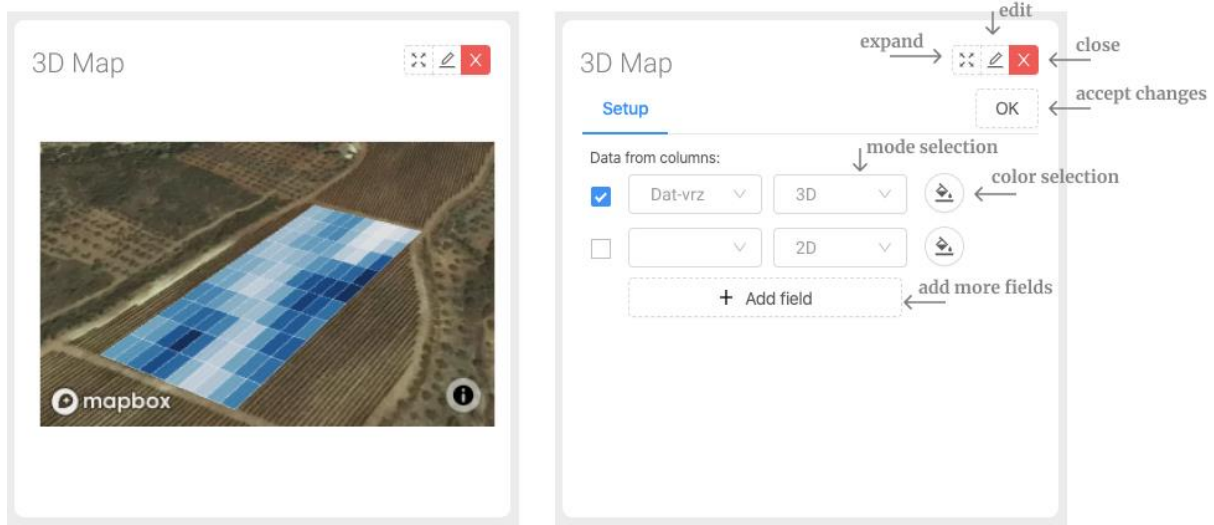 3D Map
mapbox
edit
expand
close
3D Map
accept changes
Setup
OK
mode selection
Data from columns:
color selection
Dat-vrz
3D
2D
+ Add field
add more fields